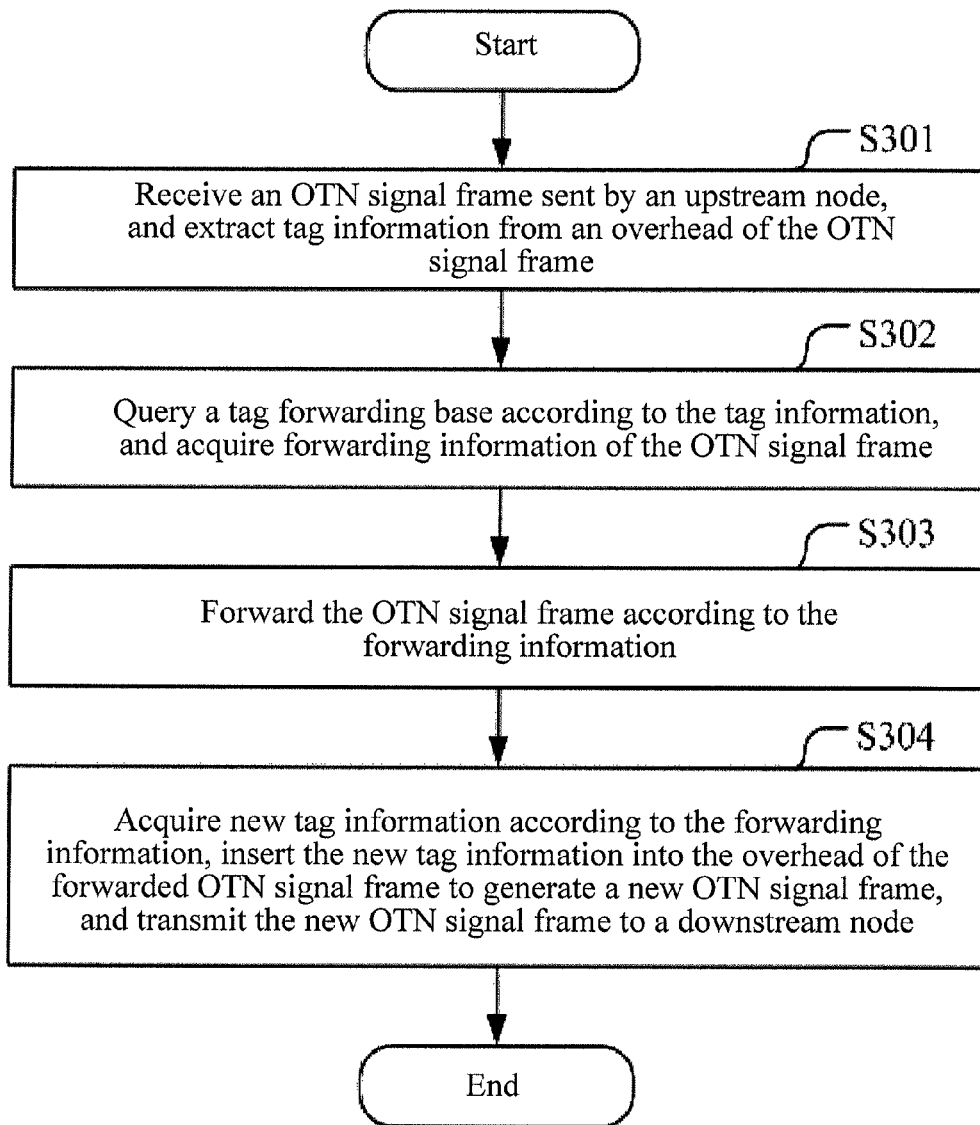 Start
S301
Receive an OTN signal frame sent by an upstream node,
and extract tag information from an overhead of the OTN
signal frame
S302
Query a tag forwarding base according to the tag information,
and acquire forwarding information of the OTN signal frame
S303
Forward the OTN signal frame according to the
forwarding information
S304
Acquire new tag information according to the forwarding
information, insert the new tag information into the overhead of the
forwarded OTN signal frame to generate a new OTN signal frame,
and transmit the new OTN signal frame to a downstream node
End